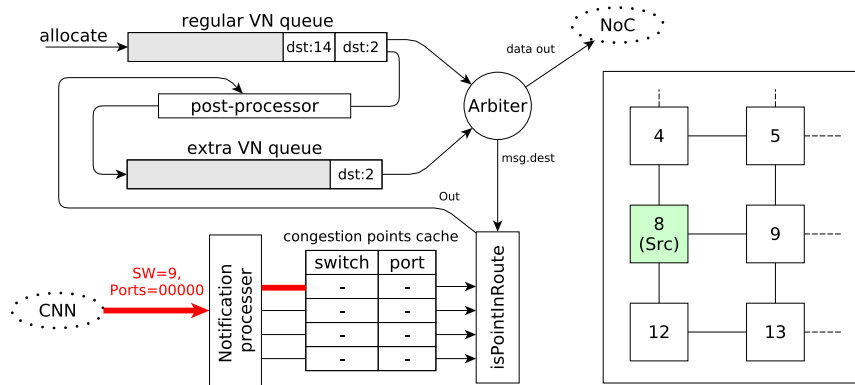 regular VN queue
allocate
dst:14
dst:2
data out
NoC
post-processor
Arbiter
extra VN queue
dst:2
msg.dest
Out
congestion points cache
switch
port
SW=9,
Ports=00000
CNN
Notification
processer
-
-
-
-
-
-
-
-
isPointInRoute
4
5
8
(Src)
9
12
13